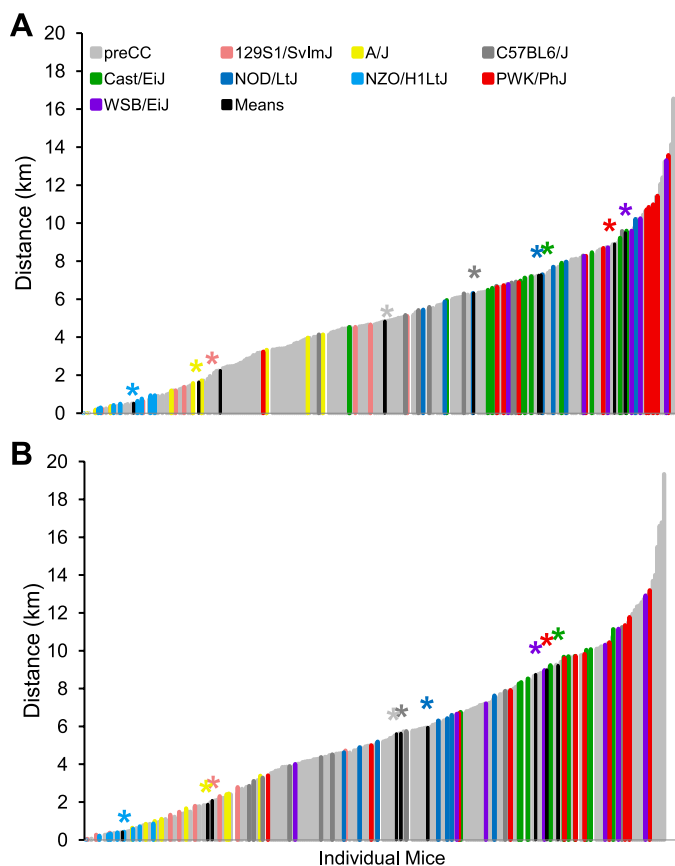 A
20
18
16
14
12
10
8
6
4
2
0
Distance (km)
preCC 129S1/SvImJ A/J C57BL6/J
Cast/EiJ NOD/LtJ NZO/H1LtJ PWK/PhJ
WSB/EiJ Means
* * * * * * * * *
B
20
18
16
14
12
10
8
6
4
2
0
Distance (km)
* * * * * * * * *
Individual Mice